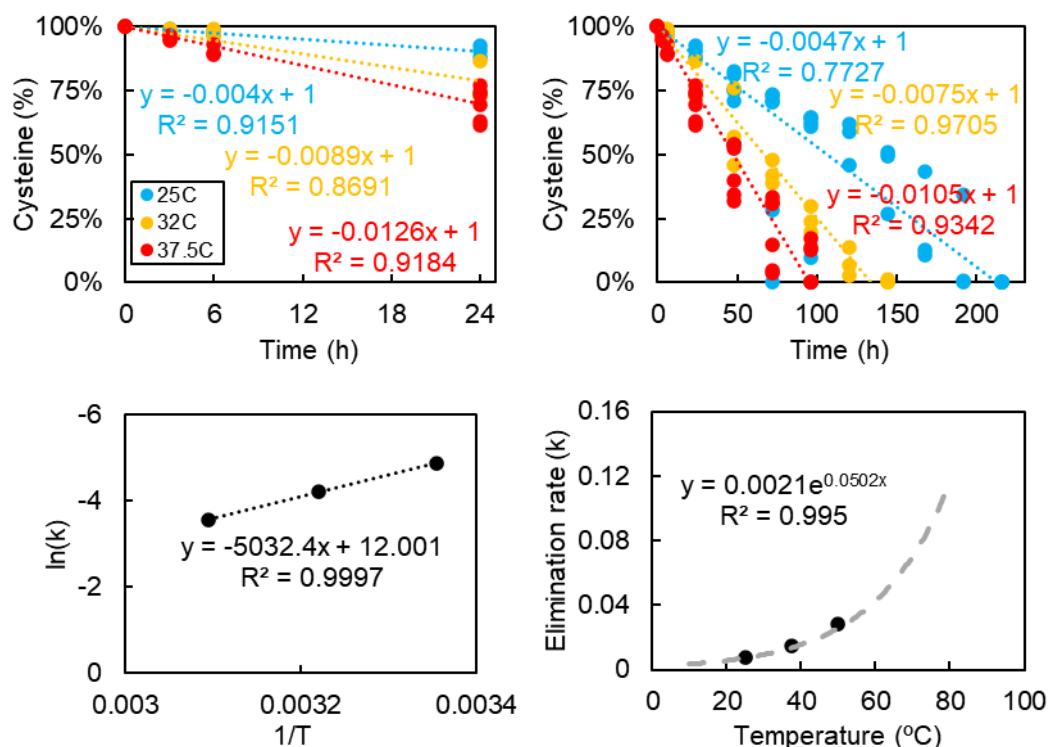 Cysteine (%)
100%
75%
50%
25%
0%
y = -0.004x + 1
R² = 0.9151
y = -0.0089x + 1
R² = 0.8691
y = -0.0126x + 1
R² = 0.9184
25C
32C
37.5C
0 6 12 18 24
Time (h)
Cysteine (%)
100%
75%
50%
25%
0%
y = -0.0047x + 1
R² = 0.7727
y = -0.0075x + 1
R² = 0.9705
y = -0.0105x + 1
R² = 0.9342
0 50 100 150 200
Time (h)
ln(k)
-6
-4
-2
0
y = -5032.4x + 12.001
R² = 0.9997
0.003 0.0032 0.0034
1/T
Elimination rate (k)
0.16
0.12
0.08
0.04
0
y = 0.0021e^0.0502x
R² = 0.995
0 20 40 60 80 100
Temperature (ºC)